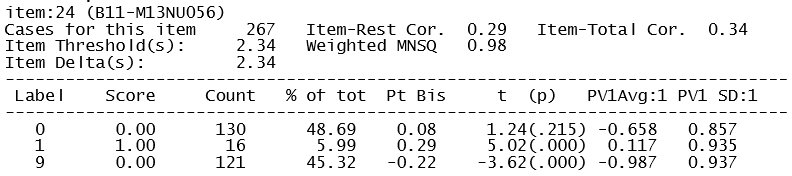 item:24 (B11-M13NU056)
Cases for this item 267 Item-Rest Cor. 0.29 Item-Total Cor. 0.34
Item Threshold(s): 2.34 Weighted MNSQ 0.98
Item Delta(s): 2.34
Label Score Count % of tot Pt Bis t (p) PV1Avg:1 PV1 SD:1
0 0.00 130 48.69 0.08 1.24(.215) -0.658 0.857
1 1.00 16 5.99 0.29 5.02(.000) 0.117 0.935
9 0.00 121 45.32 -0.22 -3.62(.000) -0.987 0.937